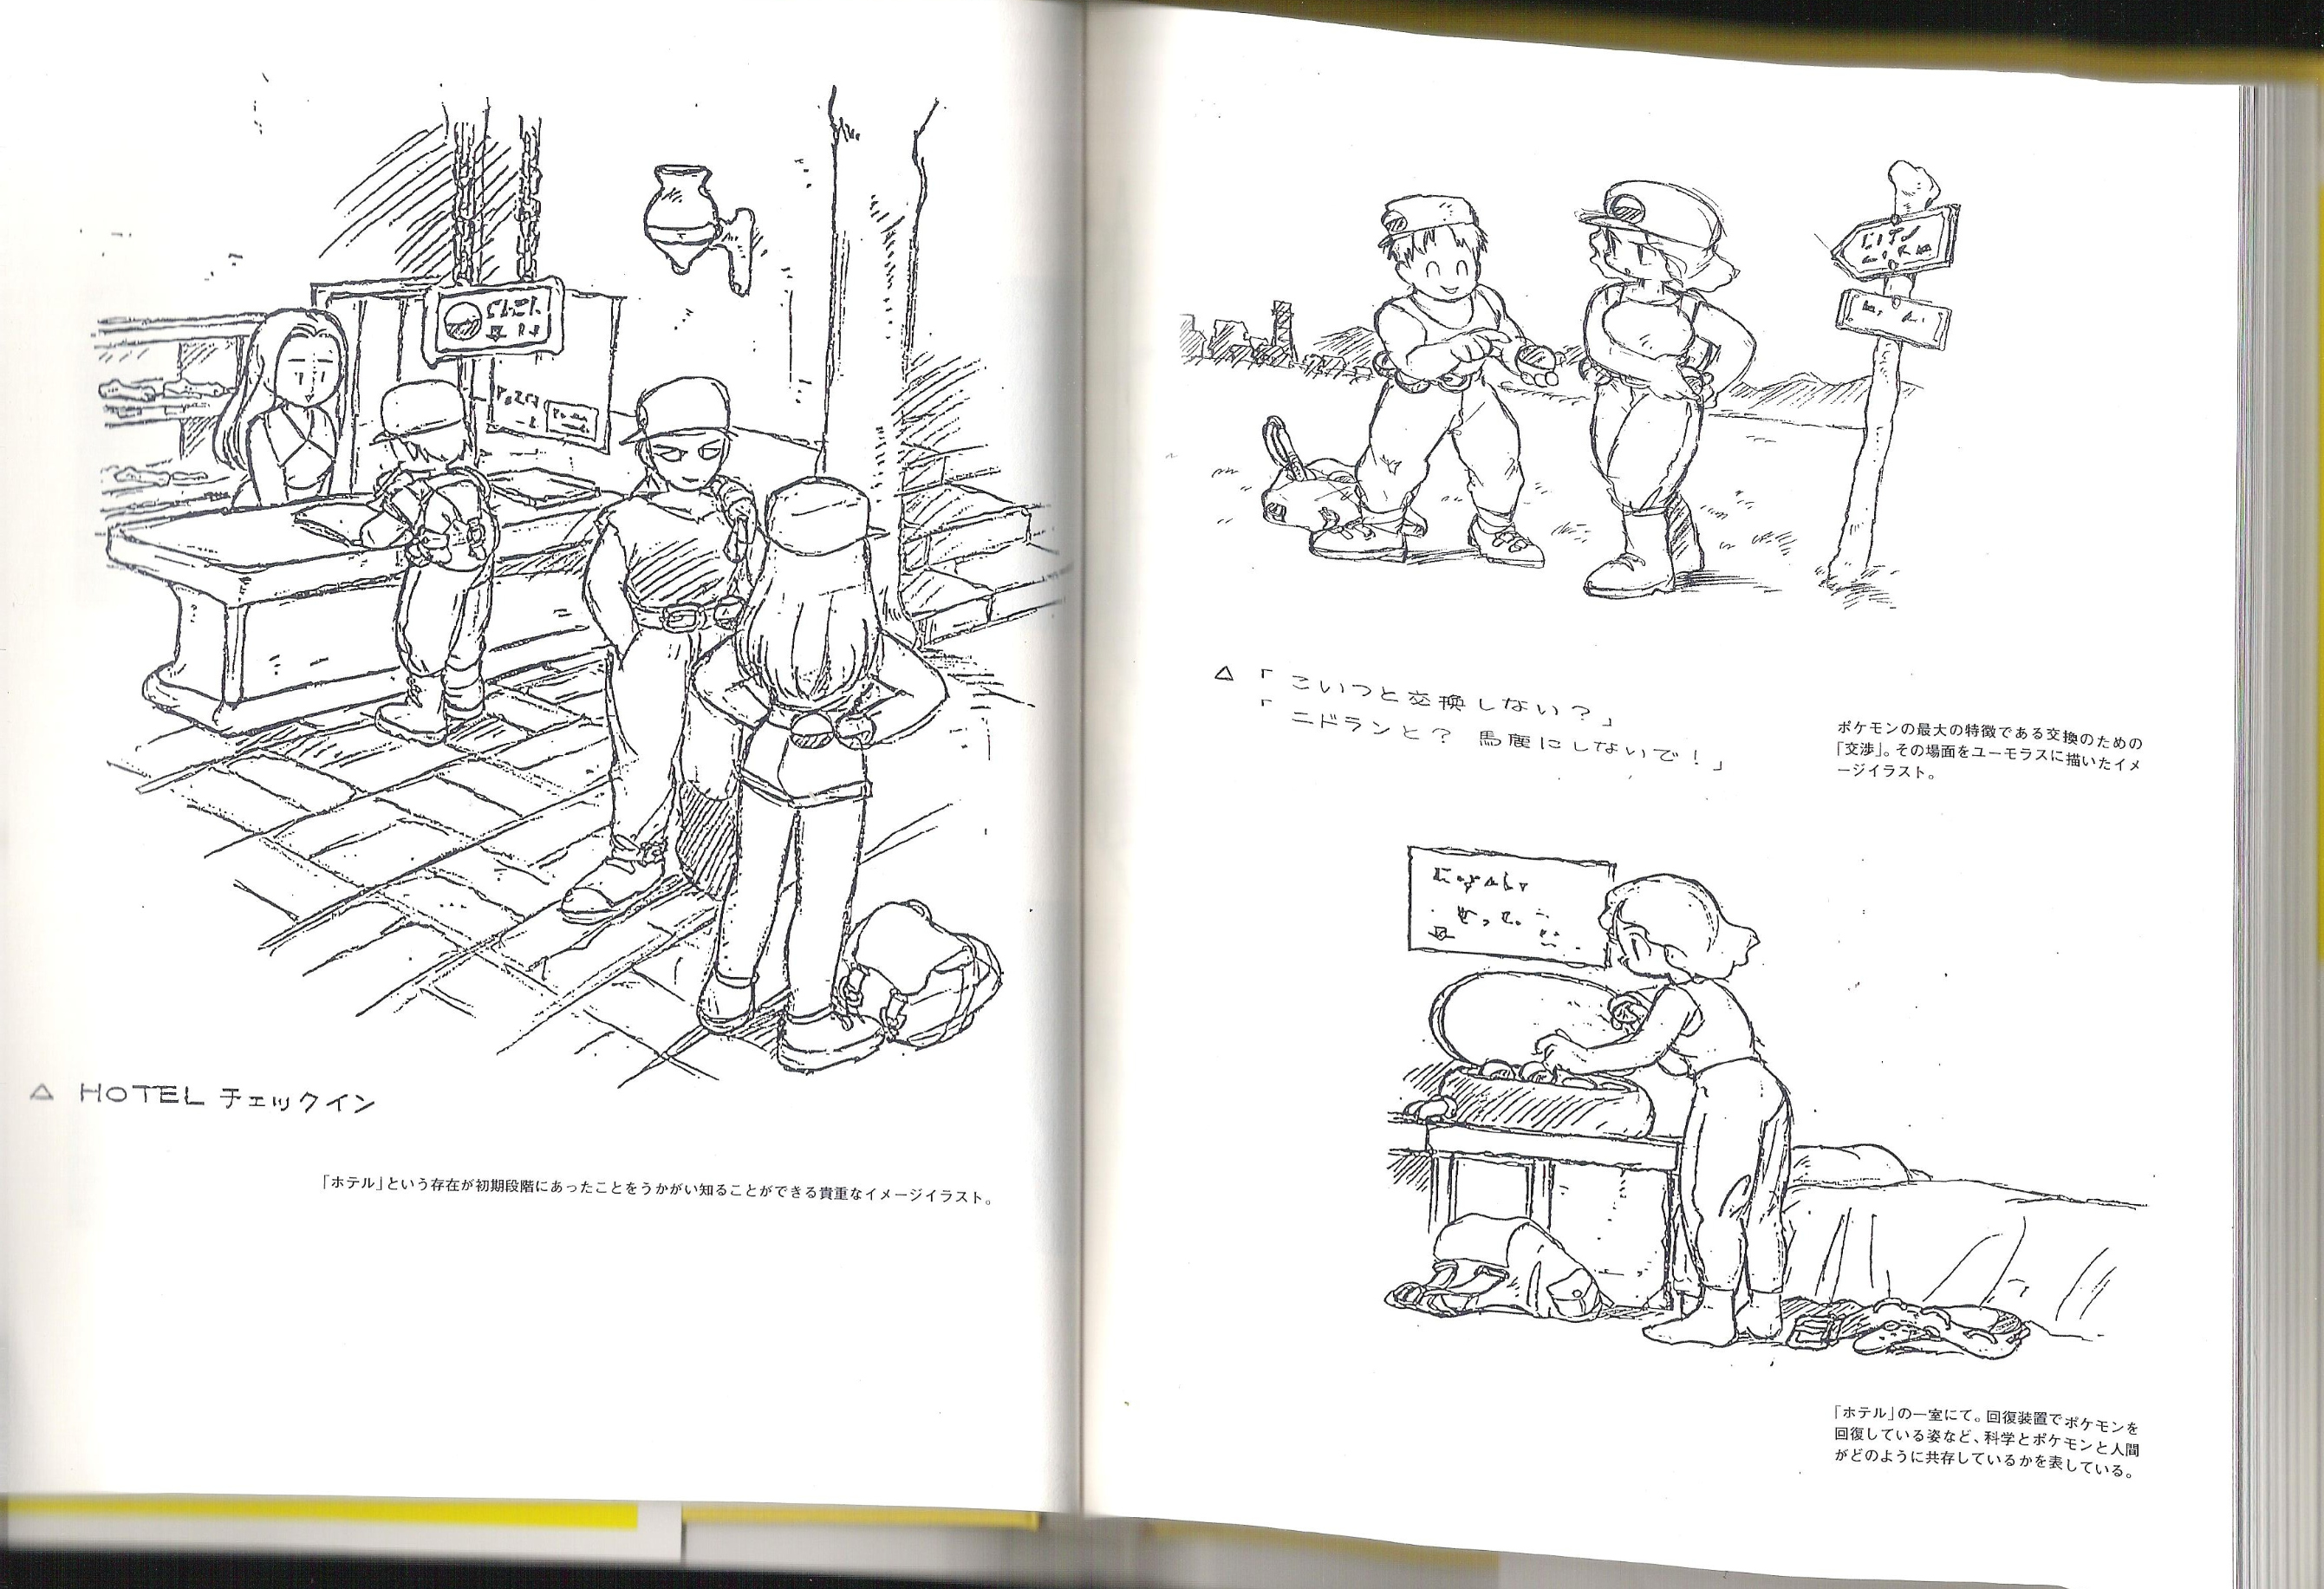 △ HOTEL チェックイン
「ホテル」という存在が初期段階にあったことをうかがい知ることができる貴重なイメージイラスト。
△「こいつと交換しない？」
「ニドランと？ 馬鹿にしないで！」
ポケモンの最大の特徴である交換のための
「交渉」。その場面をユーモラスに描いたイメ
ージイラスト。
「ホテル」の一室にて。回復装置でポケモンを
回復している姿など、科学とポケモンと人間
がどのように共存しているかを表している。